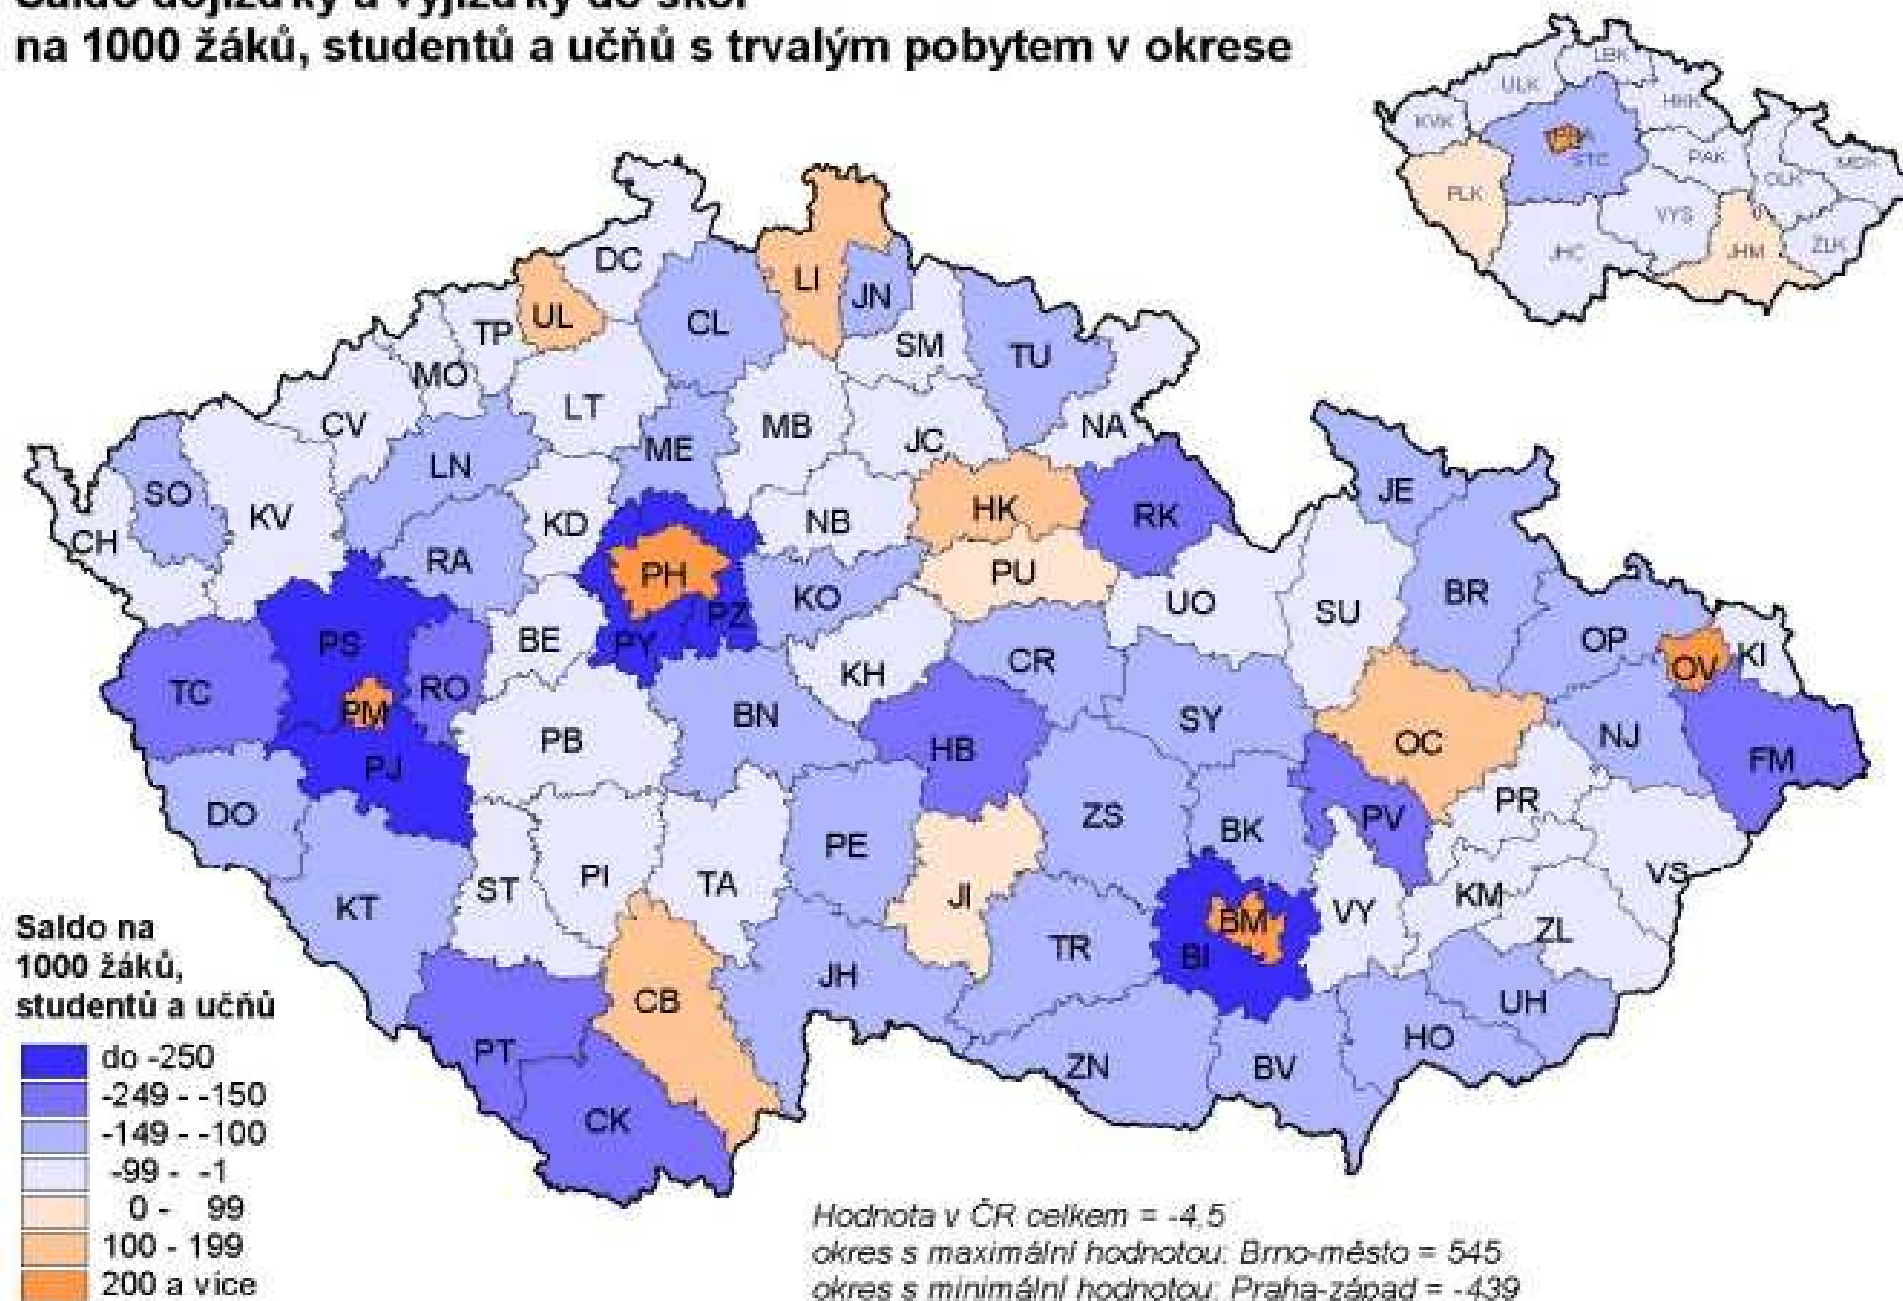 Saldo dojížďky a vyjížďky do škol
na 1000 žáků, studentů a učňů s trvalým pobytem v okrese
LBK
ULK
HKK
KVK
PHA
STC
PAK
MSK
OLK
PLK
VYS
JHM
ZLK
JHC
DC
LI
JN
UL
CL
TP
SM
TU
MO
LT
CV
MB
JC
NA
ME
LN
SO
KV
KD
NB
HK
RK
JE
CH
RA
PH
PU
KO
PZ
UO
SU
BR
PS
BE
PY
KH
CR
OP
OV
KI
TC
RO
PM
BN
SY
PB
HB
OC
NJ
FM
PJ
DO
PE
ZS
BK
PV
PR
VS
KT
ST
PI
TA
JI
BM
VY
KM
ZL
TR
BI
JH
CB
UH
PT
ZN
BV
HO
CK
Saldo na
1000 žáků,
studentů a učňů
do -250
-249 - -150
-149 - -100
-99 - -1
0 - 99
100 - 199
200 a více
Hodnota v ČR celkem = -4,5
okres s maximální hodnotou: Brno-město = 545
okres s minimální hodnotou: Praha-západ = -439